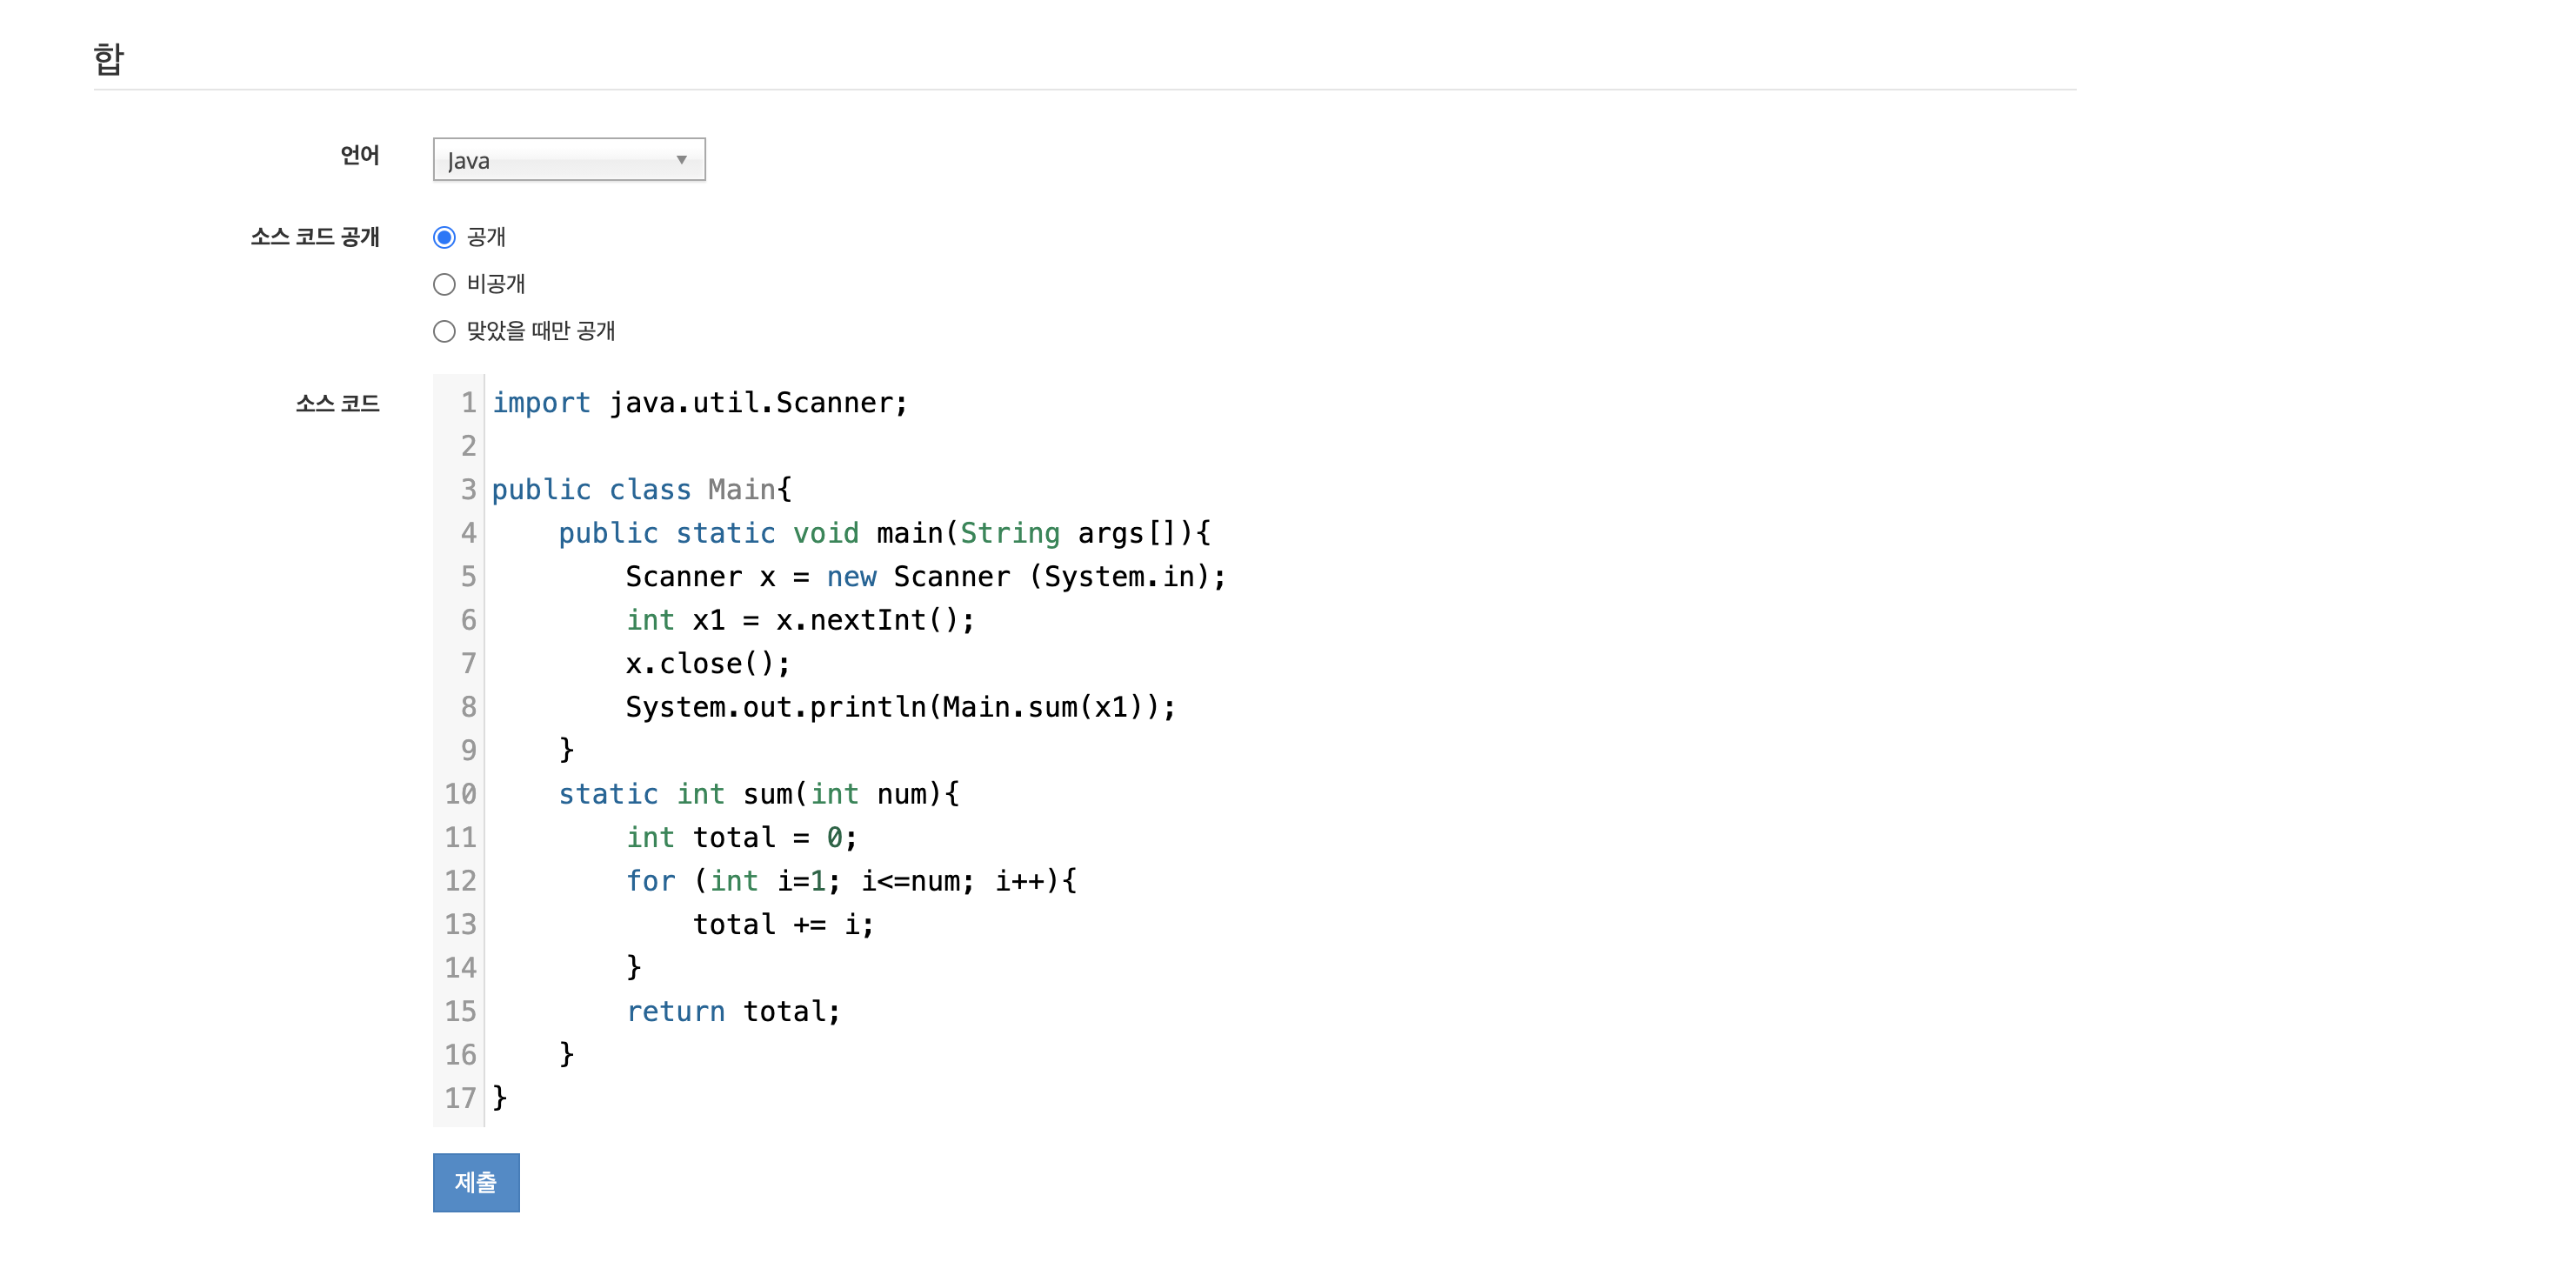 합
언어 Java
소스 코드 공개 공개
비공개
맞았을 때만 공개
소스 코드
1 import java.util.Scanner;
2
3 public class Main{
4     public static void main(String args[]){
5         Scanner x = new Scanner (System.in);
6         int x1 = x.nextInt();
7         x.close();
8         System.out.println(Main.sum(x1));
9     }
10     static int sum(int num){
11         int total = 0;
12         for (int i=1; i<=num; i++){
13             total += i;
14         }
15         return total;
16     }
17 }
제출